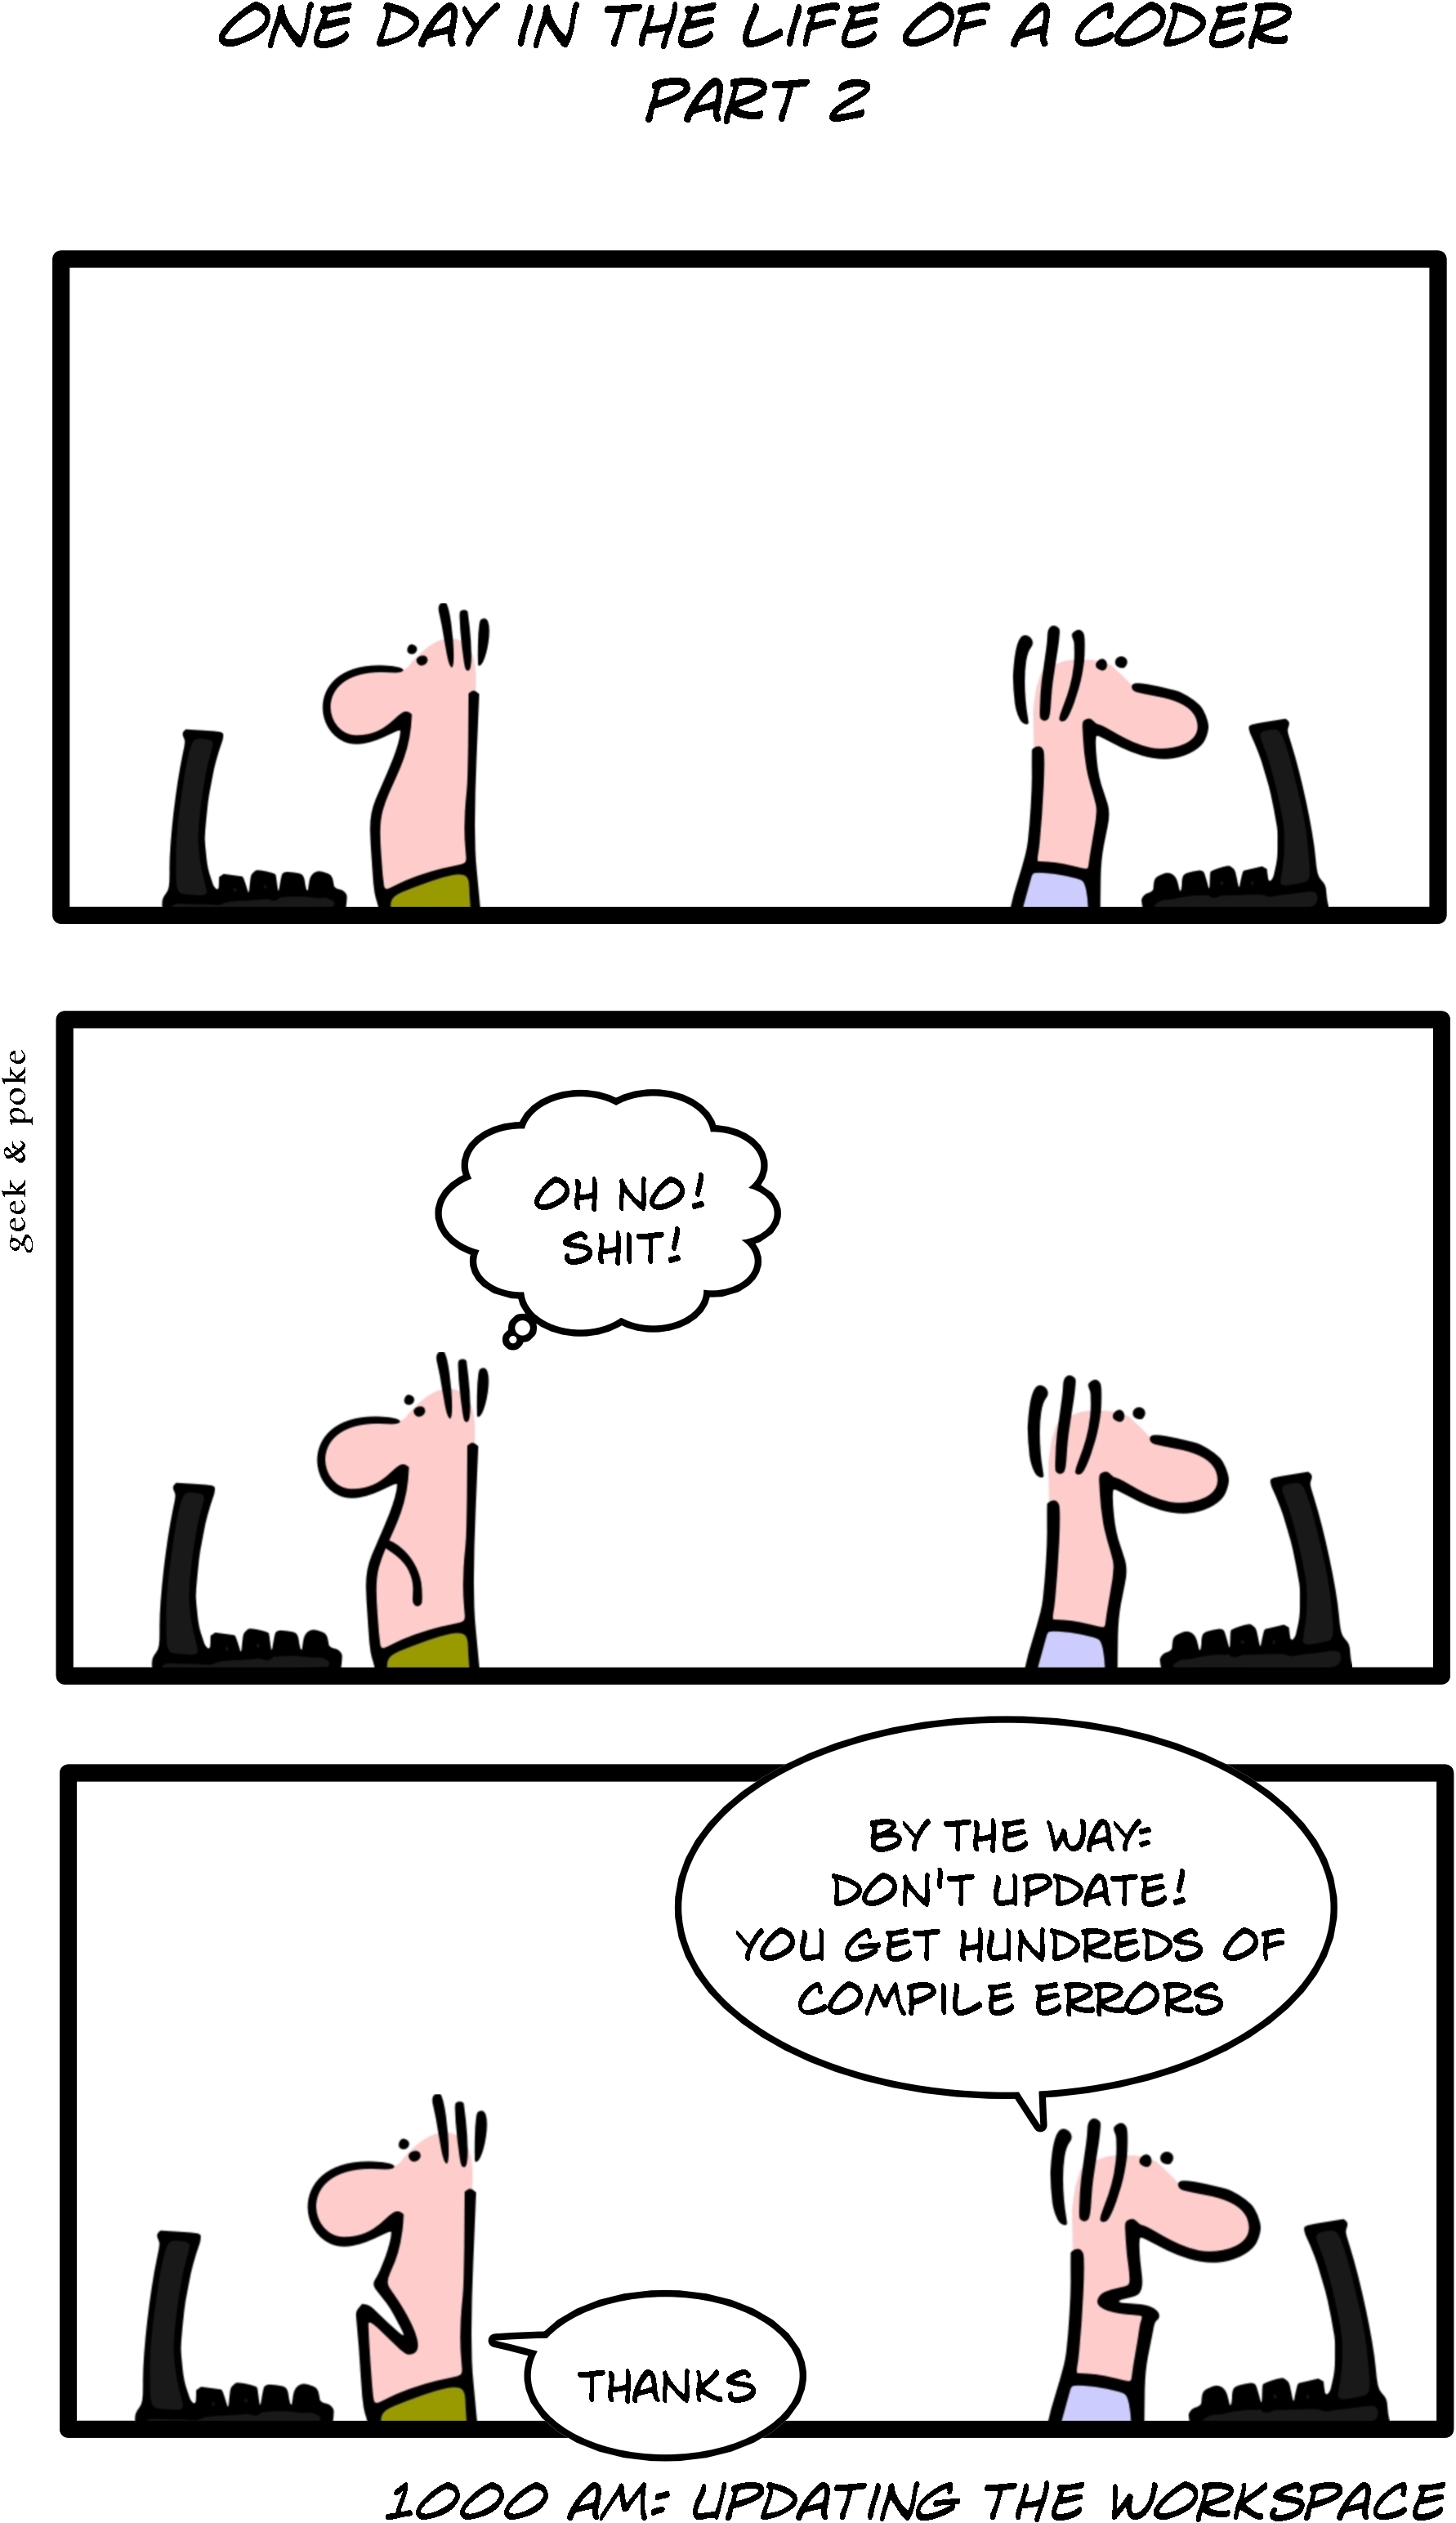 ONE DAY IN THE LIFE OF A CODER
PART 2
geek & poke
OH NO!
SHIT!
BY THE WAY:
DON'T UPDATE!
YOU GET HUNDREDS OF
COMPILE ERRORS
THANKS
1000 AM: UPDATING THE WORKSPACE